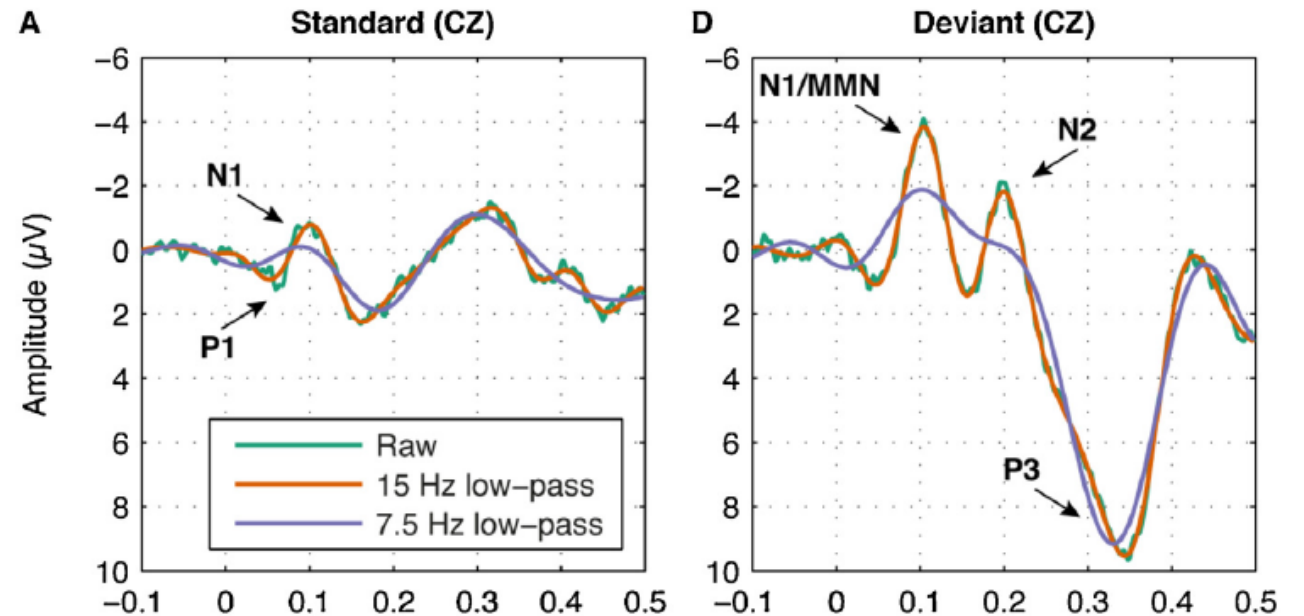 A
Standard (CZ)
Amplitude (µV)
−6
−4
−2
0
2
4
6
8
10
N1
P1
Raw
15 Hz low−pass
7.5 Hz low−pass
−0.1 0 0.1 0.2 0.3 0.4 0.5
D
Deviant (CZ)
−6
−4
−2
0
2
4
6
8
10
N1/MMN
N2
P3
−0.1 0 0.1 0.2 0.3 0.4 0.5